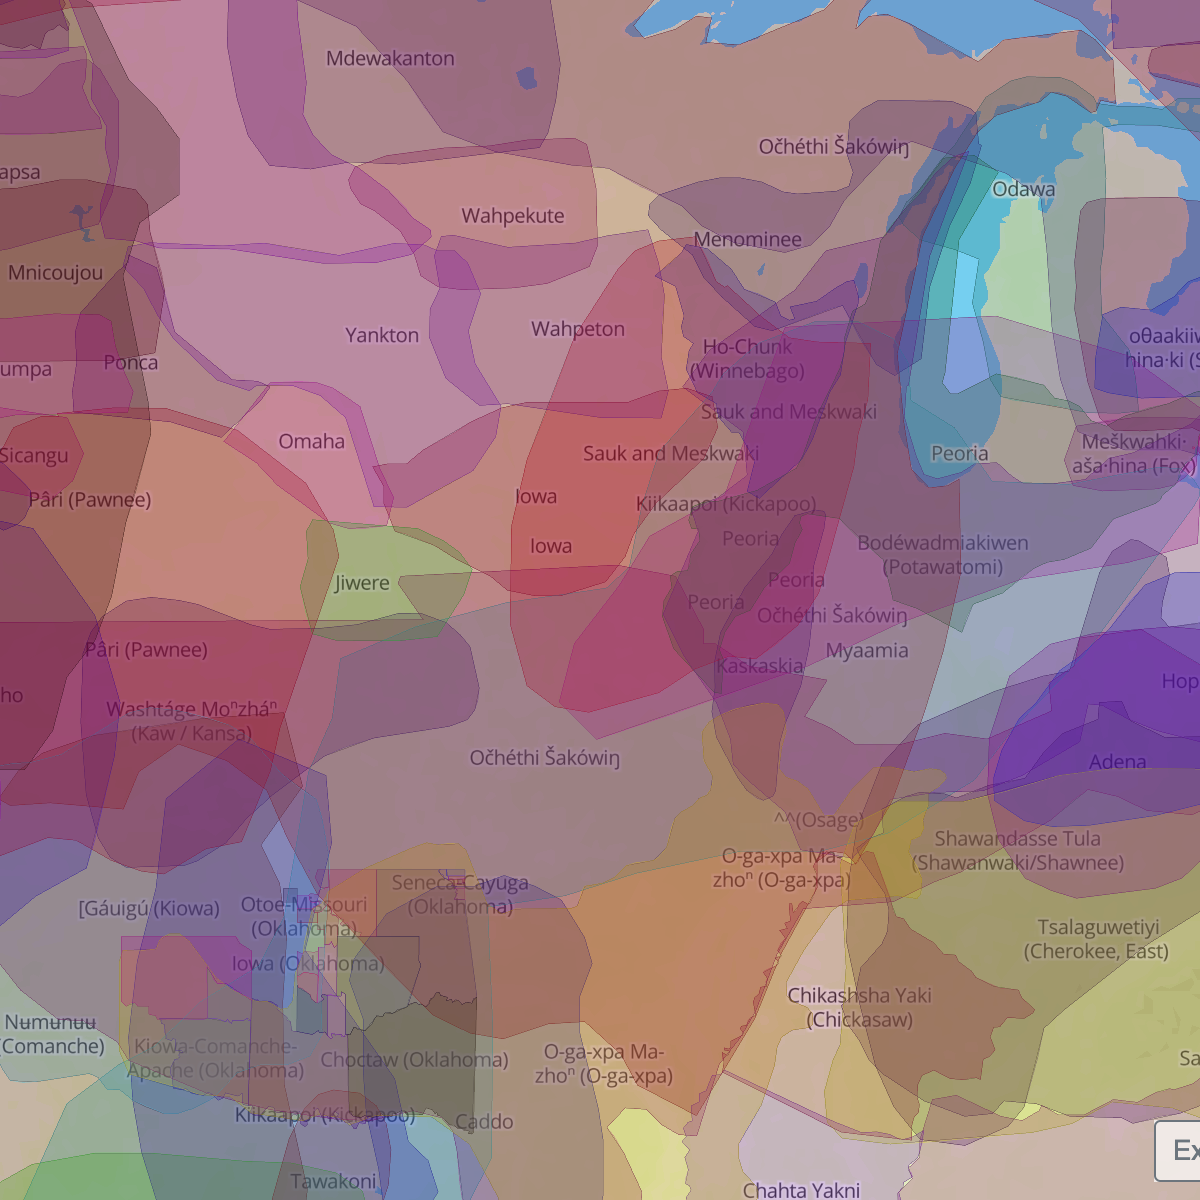 Mdewakanton
Očhéthi Šakówiŋ
apsa
Odawa
Wahpekute
Menominee
Mnicoujou
Yankton
Wahpeton
oθaakiiw
hina·ki (S
Ho-Chunk
(Winnebago)
Ponca
umpa
Sauk and Meskwaki
Omaha
Sauk and Meskwaki
Peoria
Meškwahki·
aša·hina (Fox)
Sicangu
Pâri (Pawnee)
Iowa
Kiikaapoi (Kickapoo)
Iowa
Peoria
Bodéwadmiakiwen
(Potawatomi)
Jiwere
Peoria
Peoria
Očhéthi Šakówiŋ
Pâri (Pawnee)
Myaamia
Kaskaskia
Hop
ho
Washtáge Moⁿzháⁿ
(Kaw / Kansa)
Očhéthi Šakówiŋ
Adena
^^(Osage)
Shawandasse Tula
(Shawanwaki/Shawnee)
O-ga-xpa Ma-
zhoⁿ (O-ga-xpa)
Seneca-Cayuga
(Oklahoma)
[Gáuigú (Kiowa)
Otoe-Missouri
(Oklahoma)
Tsalaguwetiyi
(Cherokee, East)
Iowa (Oklahoma)
Chikashsha Yaki
(Chickasaw)
Nʉmʉnʉʉ
(Comanche)
Kiowa-Comanche-
Apache (Oklahoma)
Choctaw (Oklahoma)
O-ga-xpa Ma-
zhoⁿ (O-ga-xpa)
Sa
Kiikaapoi (Kickapoo)
Caddo
Ex
Tawakoni
Chahta Yakni